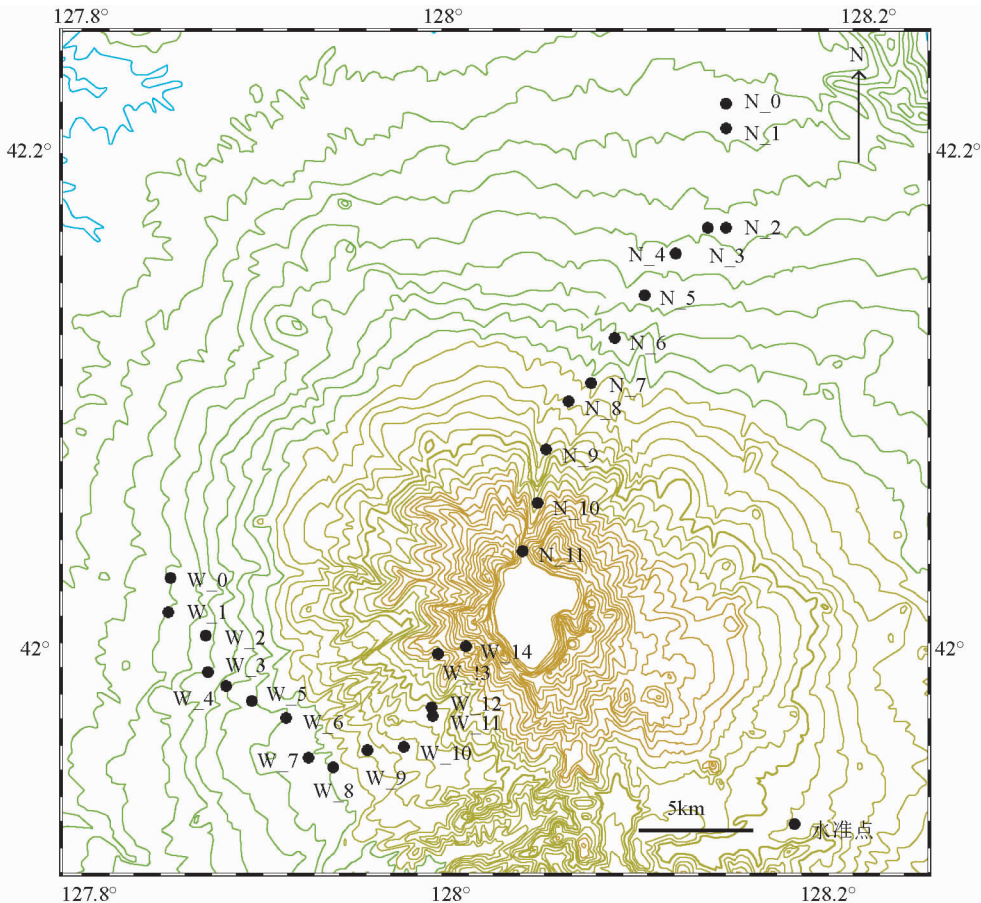 127.8° 128° 128.2°
N
N_0
42.2° N_1 42.2°
N_2
N_4 N_3
N_5
N_6
N_7
N_8
N_9
N_10
N_11
W_0
W_1
W_2
42° W_14 42°
W_3 W_13
W_4 W_5
W_12
W_6 W_11
W_7 W_10
W_8 W_9
5km
水准点
127.8° 128° 128.2°